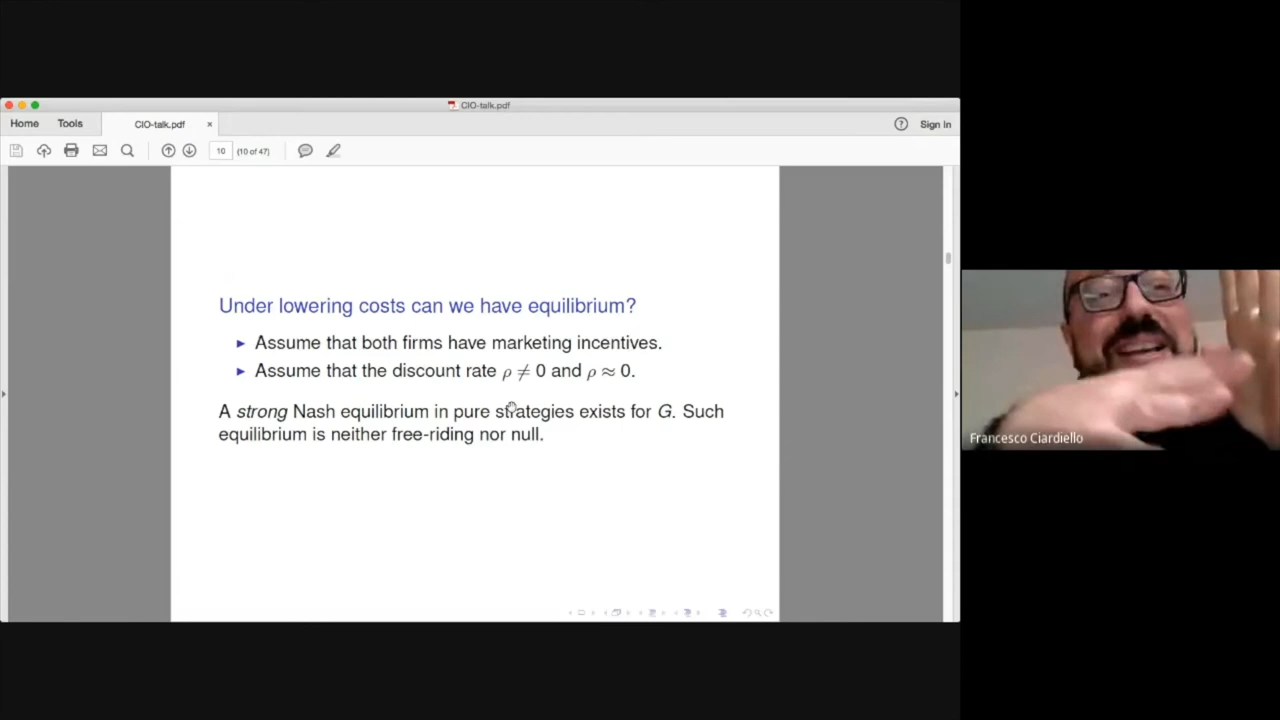 CIO-talk.pdf
Home Tools CIO-talk.pdf × ? Sign In
10 (10 of 47)
Under lowering costs can we have equilibrium?
► Assume that both firms have marketing incentives.
► Assume that the discount rate ρ ≠ 0 and ρ ≈ 0.
A strong Nash equilibrium in pure strategies exists for G. Such
equilibrium is neither free-riding nor null.
Francesco Ciardiello